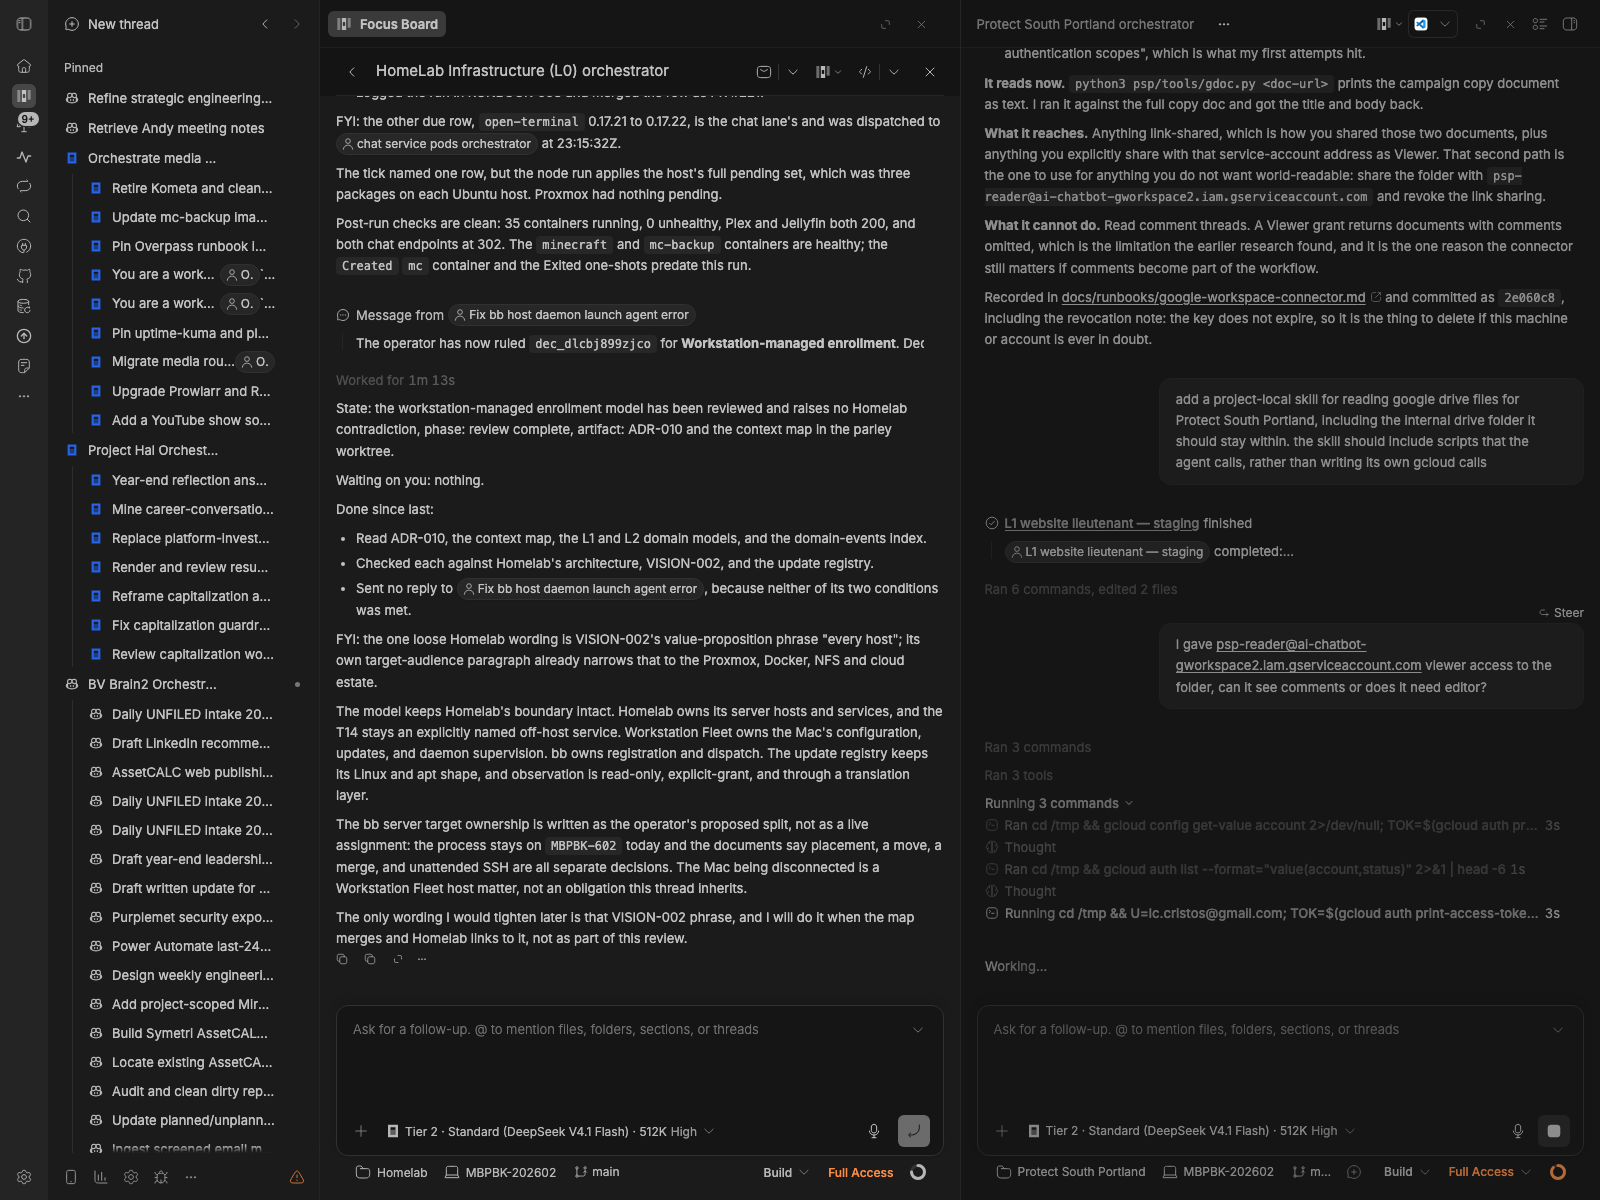 New thread
Pinned
Refine strategic engineering...
Retrieve Andy meeting notes
Orchestrate media ...
Retire Kometa and clean...
Update mc-backup ima...
Pin Overpass runbook i...
You are a work... O. `...
You are a work... O. `...
Pin uptime-kuma and pl...
Migrate media rou... O.
Upgrade Prowlarr and R...
Add a YouTube show so...
Project Hal Orchest...
Year-end reflection ans...
Mine career-conversatio...
Replace platform-invest...
Render and review resu...
Reframe capitalization a...
Fix capitalization guardr...
Review capitalization wo...
BV Brain2 Orchestr...
Daily UNFILED intake 20...
Draft LinkedIn recomme...
AssetCALC web publishi...
Daily UNFILED intake 20...
Daily UNFILED intake 20...
Draft year-end leadershi...
Draft written update for ...
Purplemet security expo...
Power Automate last-24...
Design weekly engineeri...
Add project-scoped Mir...
Build Symetri AssetCAL...
Locate existing AssetCA...
Audit and clean dirty rep...
Update planned/unplann...
Ingest screened email m...
9+
Focus Board
HomeLab Infrastructure (L0) orchestrator
FYI: the other due row, open-terminal 0.17.21 to 0.17.22, is the chat lane's and was dispatched to
chat service pods orchestrator at 23:15:32Z.
The tick named one row, but the node run applies the host's full pending set, which was three
packages on each Ubuntu host. Proxmox had nothing pending.
Post-run checks are clean: 35 containers running, 0 unhealthy, Plex and Jellyfin both 200, and
both chat endpoints at 302. The minecraft and mc-backup containers are healthy; the
Created mc container and the Exited one-shots predate this run.
Message from Fix bb host daemon launch agent error
The operator has now ruled dec_dlcbj899zjco for Workstation-managed enrollment. Dec
Worked for 1m 13s
State: the workstation-managed enrollment model has been reviewed and raises no Homelab
contradiction, phase: review complete, artifact: ADR-010 and the context map in the parley
worktree.
Waiting on you: nothing.
Done since last:
• Read ADR-010, the context map, the L1 and L2 domain models, and the domain-events index.
• Checked each against Homelab's architecture, VISION-002, and the update registry.
• Sent no reply to Fix bb host daemon launch agent error, because neither of its two conditions
was met.
FYI: the one loose Homelab wording is VISION-002's value-proposition phrase "every host"; its
own target-audience paragraph already narrows that to the Proxmox, Docker, NFS and cloud
estate.
The model keeps Homelab's boundary intact. Homelab owns its server hosts and services, and the
T14 stays an explicitly named off-host service. Workstation Fleet owns the Mac's configuration,
updates, and daemon supervision. bb owns registration and dispatch. The update registry keeps
its Linux and apt shape, and observation is read-only, explicit-grant, and through a translation
layer.
The bb server target ownership is written as the operator's proposed split, not as a live
assignment: the process stays on MBPBK-602 today and the documents say placement, a move, a
merge, and unattended SSH are all separate decisions. The Mac being disconnected is a
Workstation Fleet host matter, not an obligation this thread inherits.
The only wording I would tighten later is that VISION-002 phrase, and I will do it when the map
merges and Homelab links to it, not as part of this review.
Ask for a follow-up. @ to mention files, folders, sections, or threads
Tier 2 · Standard (DeepSeek V4.1 Flash) · 512K High
Homelab MBPBK-202602 main Build Full Access
Protect South Portland orchestrator
authentication scopes", which is what my first attempts hit.
It reads now. python3 psp/tools/gdoc.py <doc-url> prints the campaign copy document
as text. I ran it against the full copy doc and got the title and body back.
What it reaches. Anything link-shared, which is how you shared those two documents, plus
anything you explicitly share with that service-account address as Viewer. That second path is
the one to use for anything you do not want world-readable: share the folder with psp-
reader@ai-chatbot-gworkspace2.iam.gserviceaccount.com and revoke the link sharing.
What it cannot do. Read comment threads. A Viewer grant returns documents with comments
omitted, which is the limitation the earlier research found, and it is the one reason the connector
still matters if comments become part of the workflow.
Recorded in docs/runbooks/google-workspace-connector.md and committed as 2e060c8,
including the revocation note: the key does not expire, so it is the thing to delete if this machine
or account is ever in doubt.
add a project-local skill for reading google drive files for
Protect South Portland, including the internal drive folder it
should stay within. the skill should include scripts that the
agent calls, rather than writing its own gcloud calls
L1 website lieutenant — staging finished
L1 website lieutenant — staging completed:...
Ran 6 commands, edited 2 files
Steer
I gave psp-reader@ai-chatbot-
gworkspace2.iam.gserviceaccount.com viewer access to the
folder, can it see comments or does it need editor?
Ran 3 commands
Ran 3 tools
Running 3 commands
Ran cd /tmp && gcloud config get-value account 2>/dev/null; TOK=$(gcloud auth pr... 3s
Thought
Ran cd /tmp && gcloud auth list --format="value(account,status)" 2>&1 | head -6 1s
Thought
Running cd /tmp && U=ic.cristos@gmail.com; TOK=$(gcloud auth print-access-toke... 3s
Working...
Ask for a follow-up. @ to mention files, folders, sections, or threads
Tier 2 · Standard (DeepSeek V4.1 Flash) · 512K High
Protect South Portland MBPBK-202602 m... Build Full Access